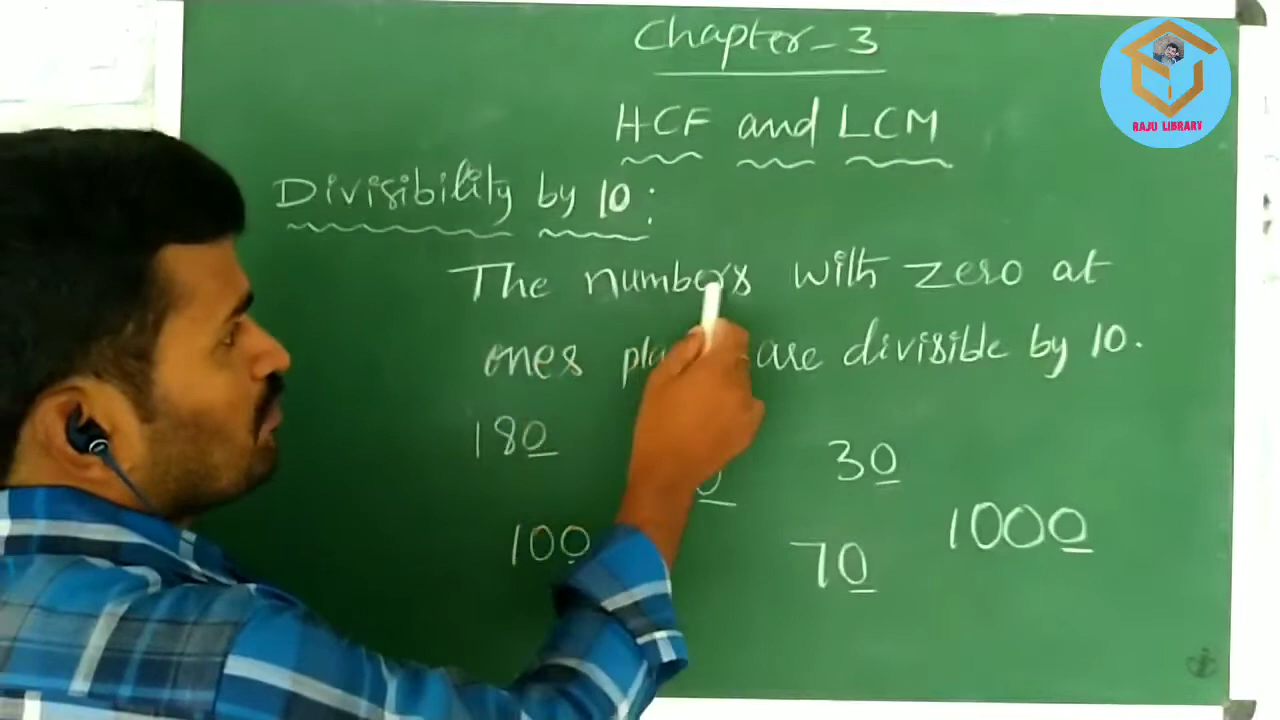 Chapter-3
HCF and LCM
Divisibility by 10:
The numbers with zero at
ones are divisible by 10.
180 30
100 70 1000
RAJU LIBRARY